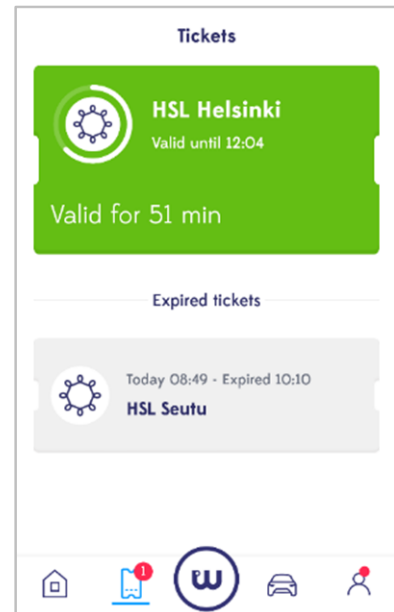 Tickets
HSL Helsinki
Valid until 12:04
Valid for 51 min
Expired tickets
Today 08:49 - Expired 10:10
HSL Seutu
1
w